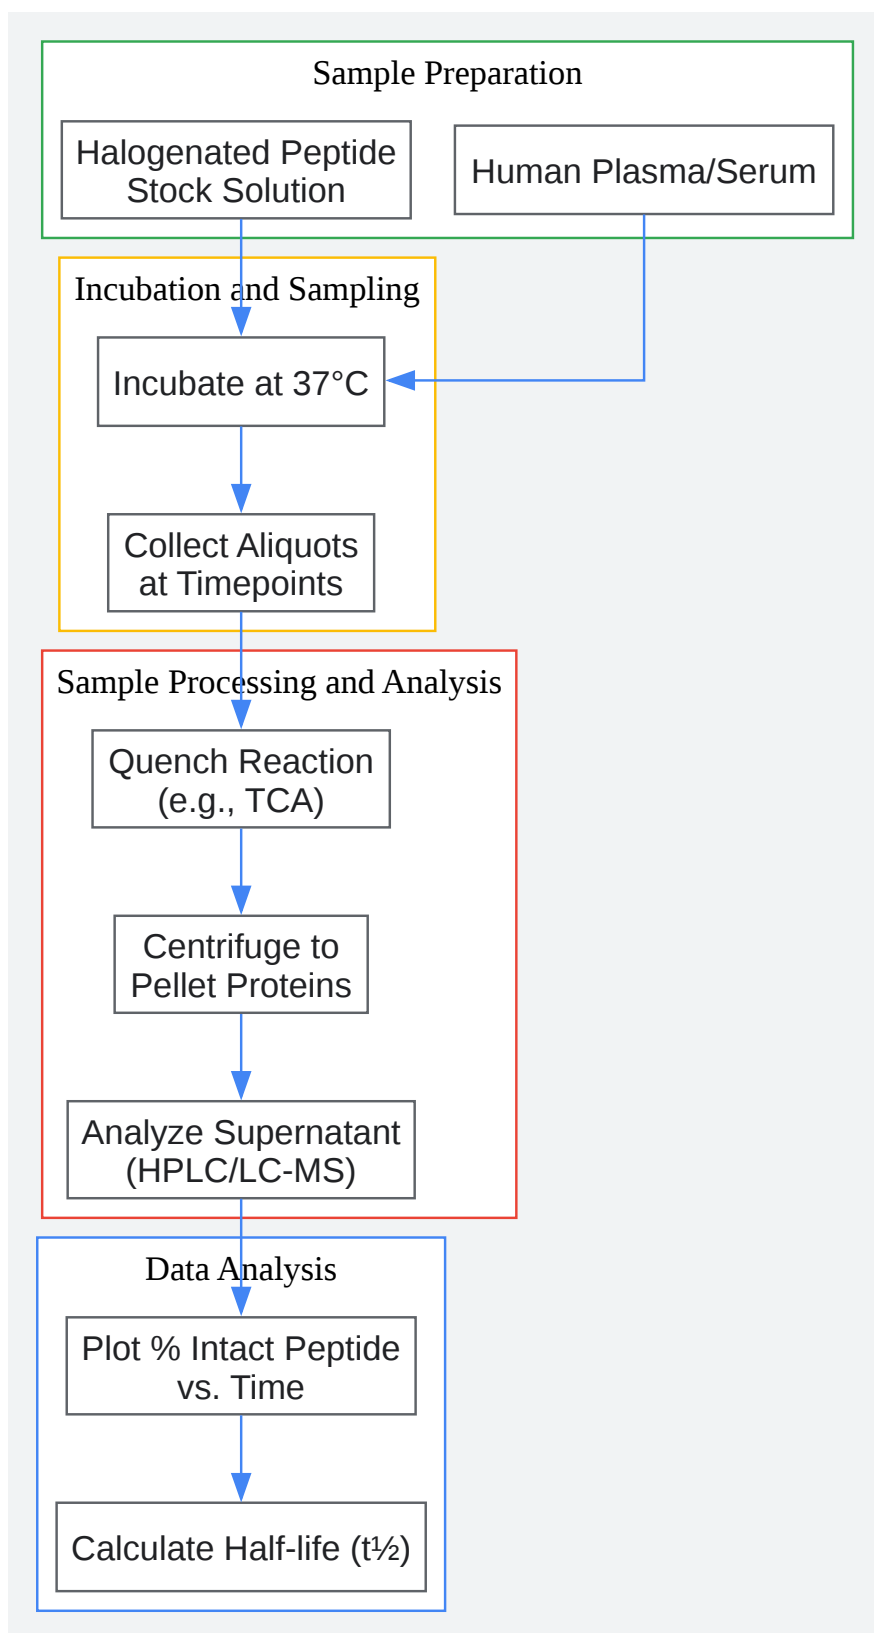 Sample Preparation
Halogenated Peptide
Stock Solution
Human Plasma/Serum
Incubation and Sampling
Incubate at 37°C
Collect Aliquots
at Timepoints
Sample Processing and Analysis
Quench Reaction
(e.g., TCA)
Centrifuge to
Pellet Proteins
Analyze Supernatant
(HPLC/LC-MS)
Data Analysis
Plot % Intact Peptide
vs. Time
Calculate Half-life (t½)